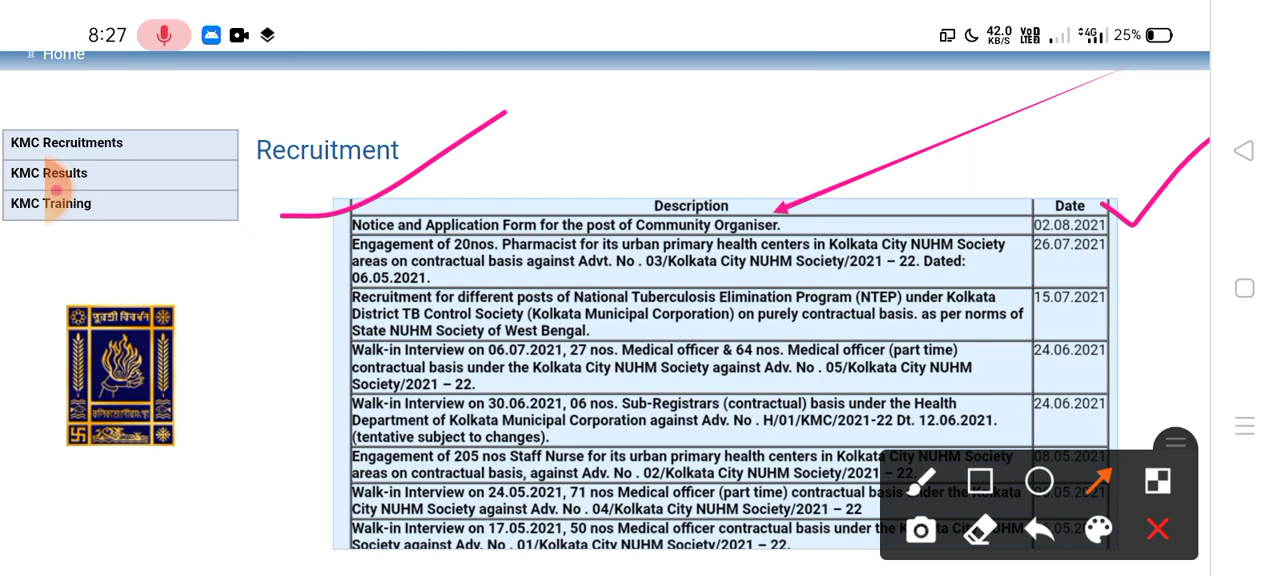 8:27
42.0
KB/S
Vo
LTE2
4G
25%
Home
KMC Recruitments
KMC Results
KMC Training
Recruitment
Description Date
Notice and Application Form for the post of Community Organiser. 02.08.2021
Engagement of 20nos. Pharmacist for its urban primary health centers in Kolkata City NUHM Society 26.07.2021
areas on contractual basis against Advt. No . 03/Kolkata City NUHM Society/2021 – 22. Dated:
06.05.2021.
Recruitment for different posts of National Tuberculosis Elimination Program (NTEP) under Kolkata 15.07.2021
District TB Control Society (Kolkata Municipal Corporation) on purely contractual basis. as per norms of
State NUHM Society of West Bengal.
Walk-in Interview on 06.07.2021, 27 nos. Medical officer & 64 nos. Medical officer (part time) 24.06.2021
contractual basis under the Kolkata City NUHM Society against Adv. No . 05/Kolkata City NUHM
Society/2021 – 22.
Walk-in Interview on 30.06.2021, 06 nos. Sub-Registrars (contractual) basis under the Health 24.06.2021
Department of Kolkata Municipal Corporation against Adv. No . H/01/KMC/2021-22 Dt. 12.06.2021.
(tentative subject to changes).
Engagement of 205 nos Staff Nurse for its urban primary health centers in Kolkata City NUHM Society 08.05.2021
areas on contractual basis, against Adv. No . 02/Kolkata City NUHM Society/2021 – 22.
Walk-in Interview on 24.05.2021, 71 nos Medical officer (part time) contractual basis under the Kolkata
City NUHM Society against Adv. No . 04/Kolkata City NUHM Society/2021 – 22
Walk-in Interview on 17.05.2021, 50 nos Medical officer contractual basis under the Kolkata City NUHM
Society against Adv. No . 01/Kolkata City NUHM Society/2021 – 22.
पुरश्री विवर्धन